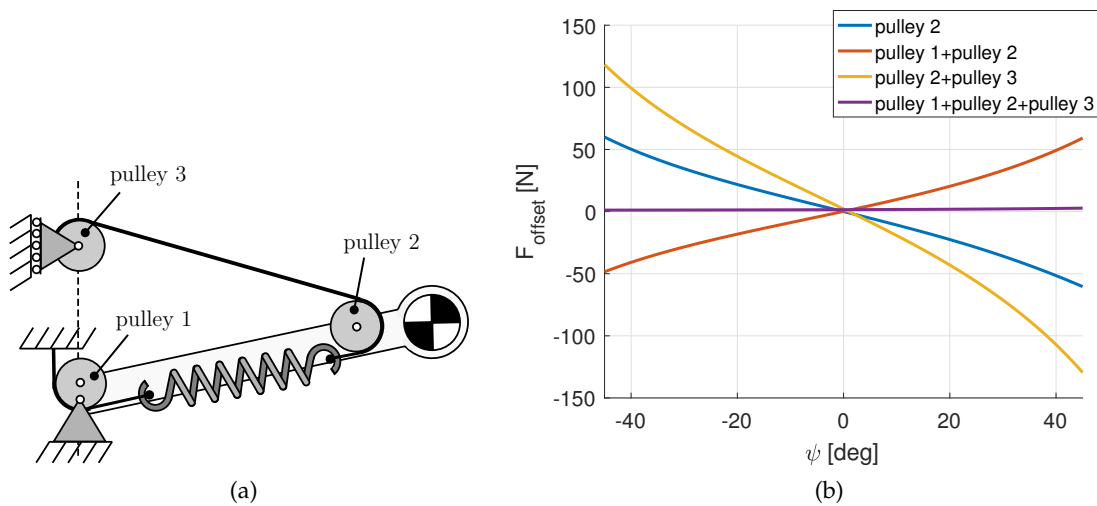 pulley 3
pulley 2
pulley 1
(a)
150
100
50
0
-50
-100
-150
F_offset [N]
-40
-20
0
20
40
ψ [deg]
pulley 2
pulley 1+pulley 2
pulley 2+pulley 3
pulley 1+pulley 2+pulley 3
(b)